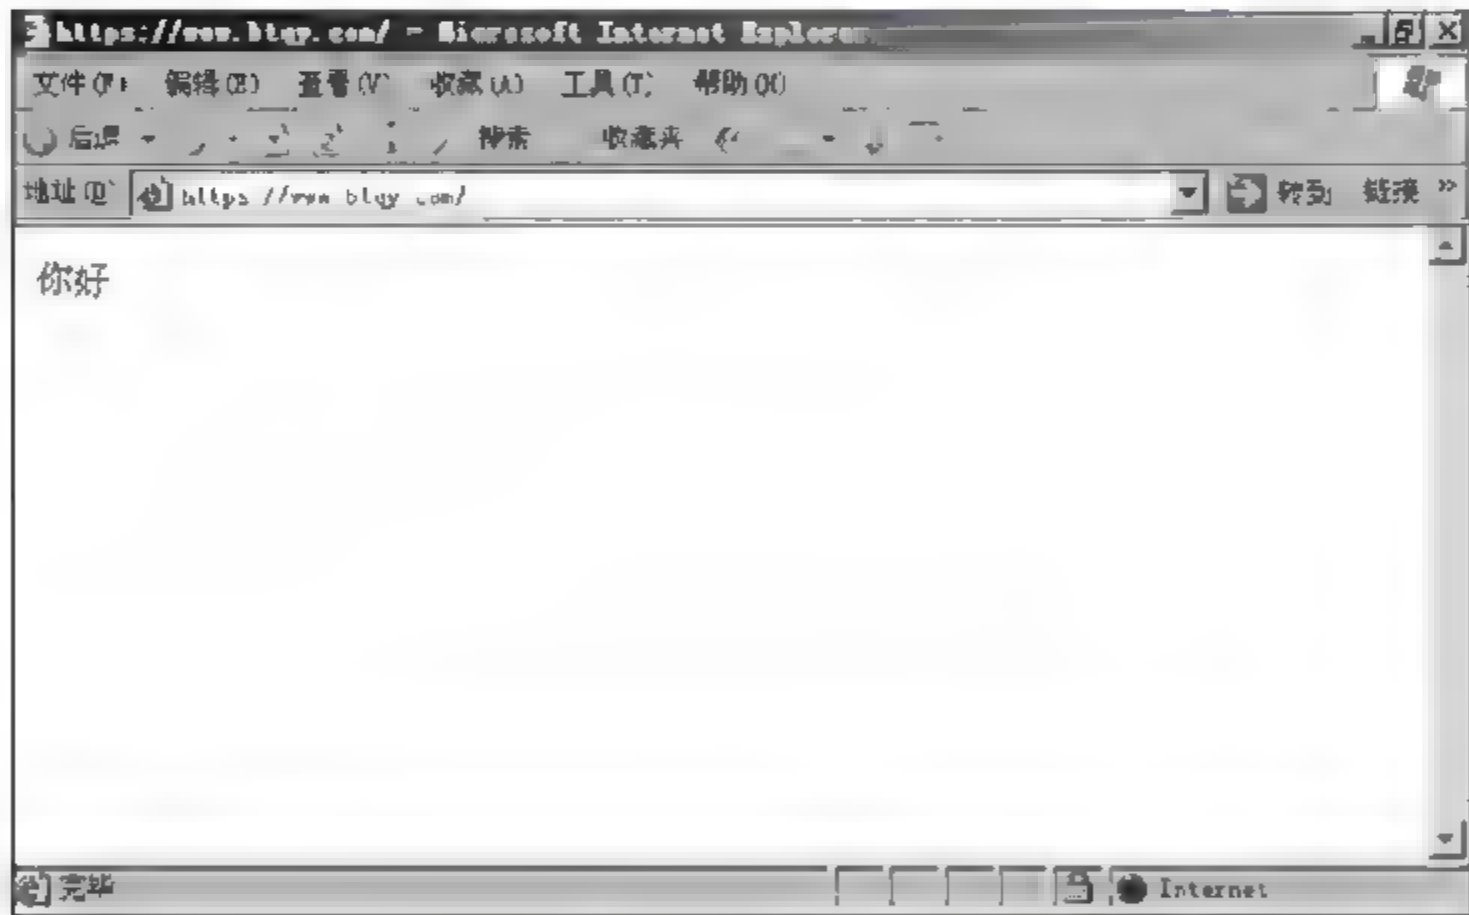 https://www.btqy.com/ - Microsoft Internet Explorer
文件(F) 编辑(E) 查看(V) 收藏(A) 工具(T) 帮助(H)
后退 搜索 收藏夹
地址(D) https://www.btqy.com/ 转到 链接 »
你好
完毕 Internet